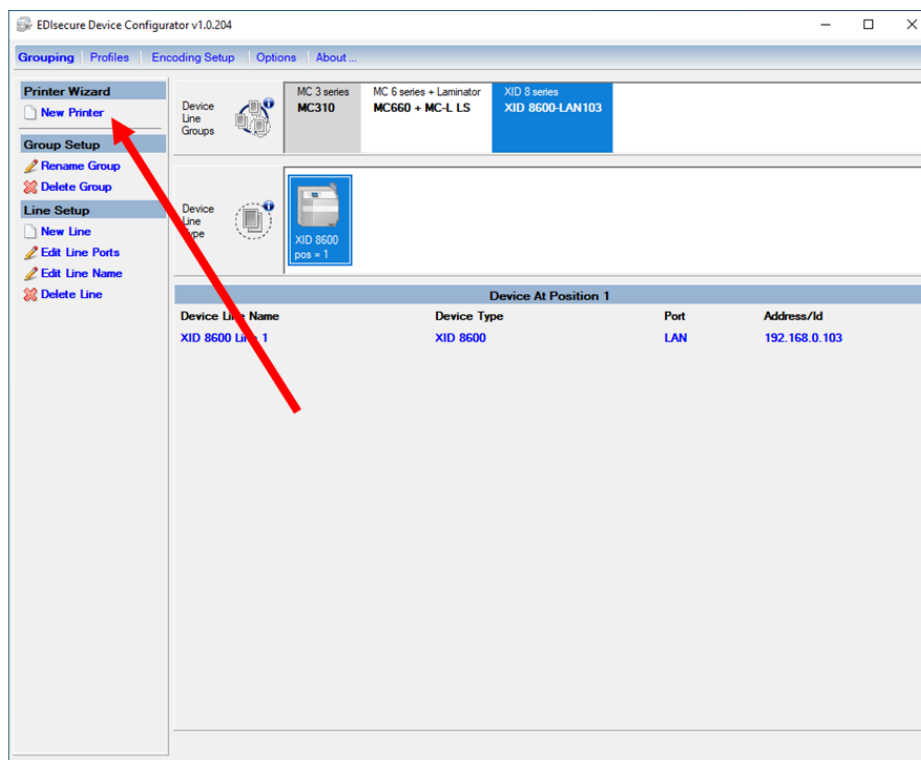 EDIsecure Device Configurator v1.0.204
Grouping Profiles Encoding Setup Options About ...
Printer Wizard
New Printer
Group Setup
Rename Group
Delete Group
Line Setup
New Line
Edit Line Ports
Edit Line Name
Delete Line
Device
Line
Groups
MC 3 series
MC310
MC 6 series + Laminator
MC660 + MC-L LS
XID 8 series
XID 8600-LAN103
Device
Line
Type
XID 8600
pos = 1
Device At Position 1
Device Line Name Device Type Port Address/Id
XID 8600 Line 1 XID 8600 LAN 192.168.0.103